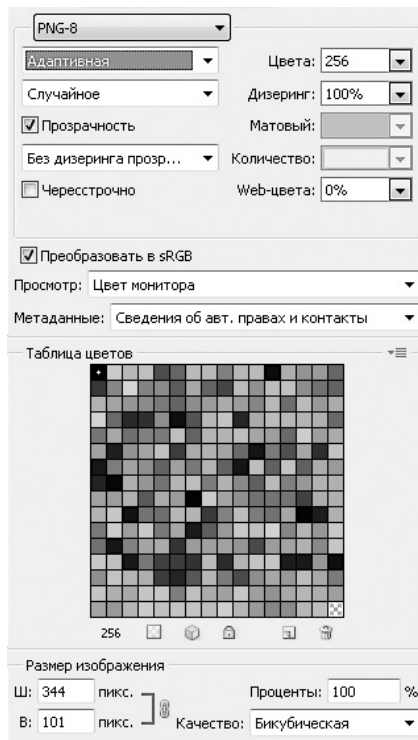 PNG-8
Адаптивная Цвета: 256
Случайное Дизеринг: 100%
Прозрачность Матовый:
Без дизеринга прозр... Количество:
Чересстрочно Web-цвета: 0%
Преобразовать в sRGB
Просмотр: Цвет монитора
Метаданные: Сведения об авт. правах и контакты
Таблица цветов
256
Размер изображения
Ш: 344 пикс. Проценты: 100 %
В: 101 пикс. Качество: Бикубическая